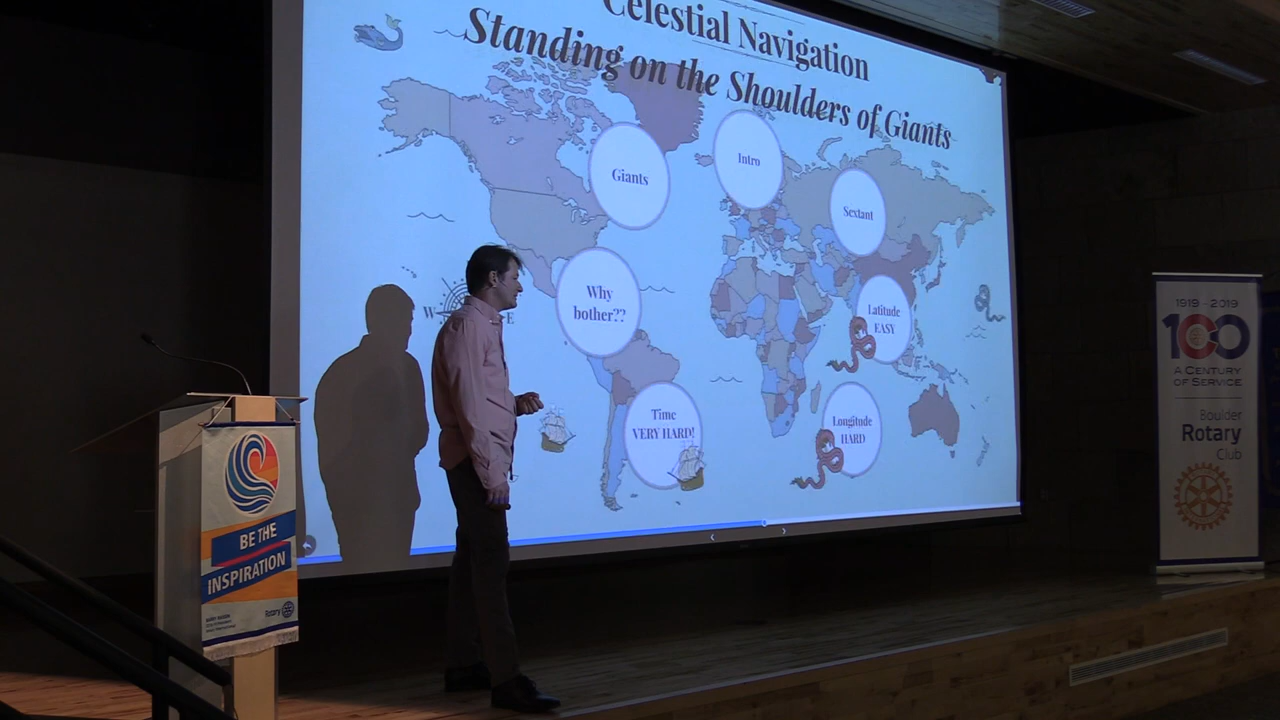 Celestial Navigation
Standing on the Shoulders of Giants
Giants
Intro
Sextant
Why
bother??
Latitude
EASY
Time
VERY HARD!
Longitude
HARD
W
E
BE THE
INSPIRATION
Rotary
1919 - 2019
100
A CENTURY
OF SERVICE
Boulder
Rotary
Club